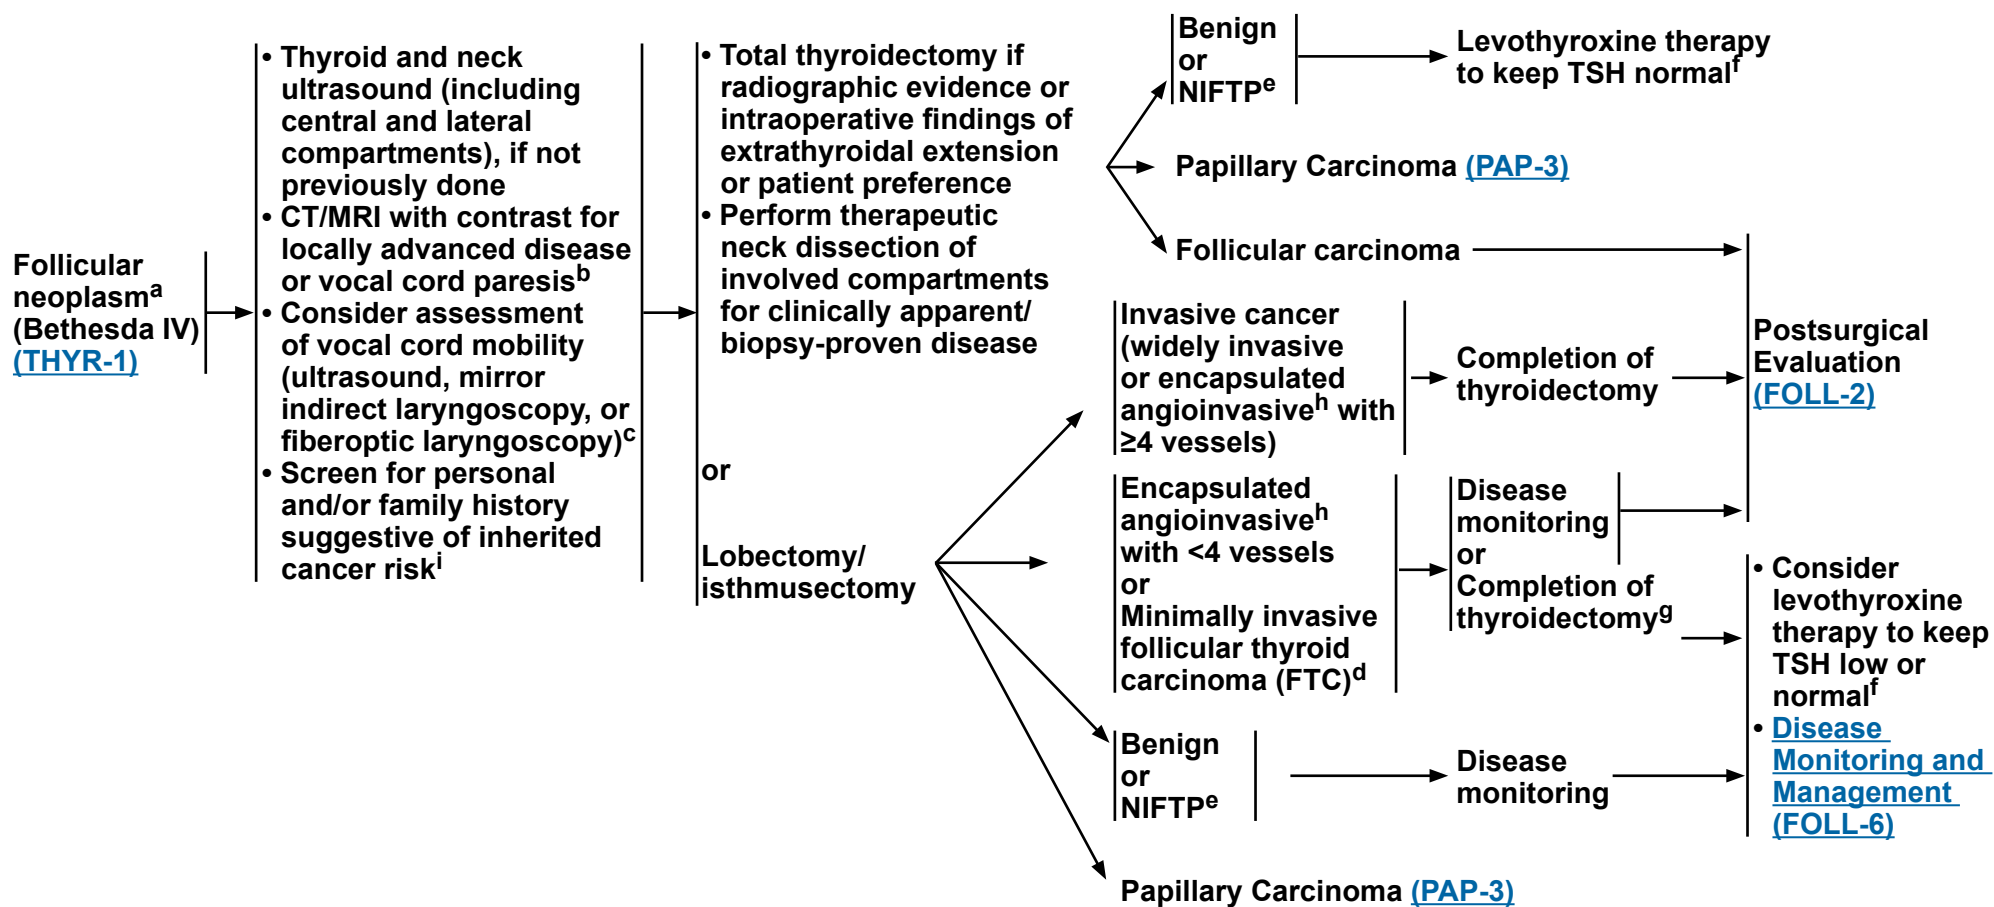 Follicular
neoplasmᵃ
(Bethesda IV)
(THYR-1)
• Thyroid and neck
ultrasound (including
central and lateral
compartments), if not
previously done
• CT/MRI with contrast for
locally advanced disease
or vocal cord paresisᵇ
• Consider assessment
of vocal cord mobility
(ultrasound, mirror
indirect laryngoscopy, or
fiberoptic laryngoscopy)ᶜ
• Screen for personal
and/or family history
suggestive of inherited
cancer riskⁱ
• Total thyroidectomy if
radiographic evidence or
intraoperative findings of
extrathyroidal extension
or patient preference
• Perform therapeutic
neck dissection of
involved compartments
for clinically apparent/
biopsy-proven disease
or
Lobectomy/
isthmusectomy
Benign
or
NIFTPᵉ
Levothyroxine therapy
to keep TSH normalᶠ
Papillary Carcinoma (PAP-3)
Follicular carcinoma
Invasive cancer
(widely invasive
or encapsulated
angioinvasiveʰ with
≥4 vessels)
Completion of
thyroidectomy
Postsurgical
Evaluation
(FOLL-2)
Encapsulated
angioinvasiveʰ
with <4 vessels
or
Minimally invasive
follicular thyroid
carcinoma (FTC)ᵈ
Disease
monitoring
or
Completion of
thyroidectomyᵍ
Benign
or
NIFTPᵉ
Disease
monitoring
• Consider
levothyroxine
therapy to keep
TSH low or
normalᶠ
• Disease
Monitoring and
Management
(FOLL-6)
Papillary Carcinoma (PAP-3)